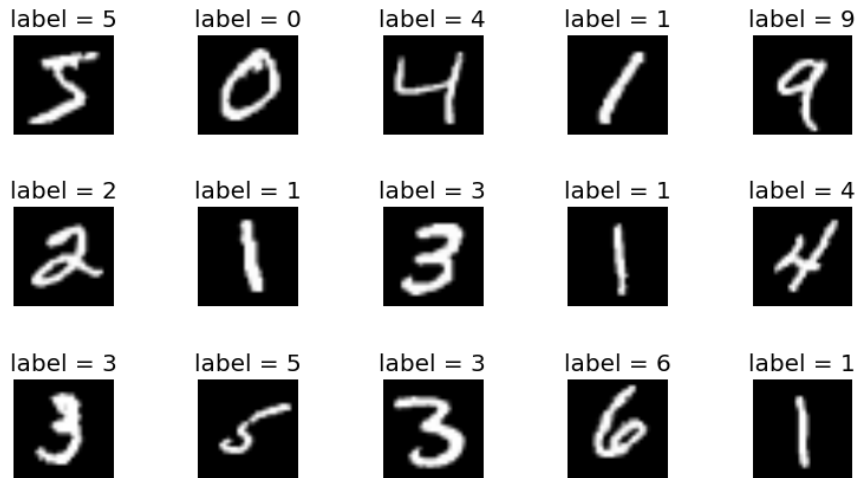 label = 5 label = 0 label = 4 label = 1 label = 9
5 0 4 1 9
label = 2 label = 1 label = 3 label = 1 label = 4
2 1 3 1 4
label = 3 label = 5 label = 3 label = 6 label = 1
3 5 3 6 1